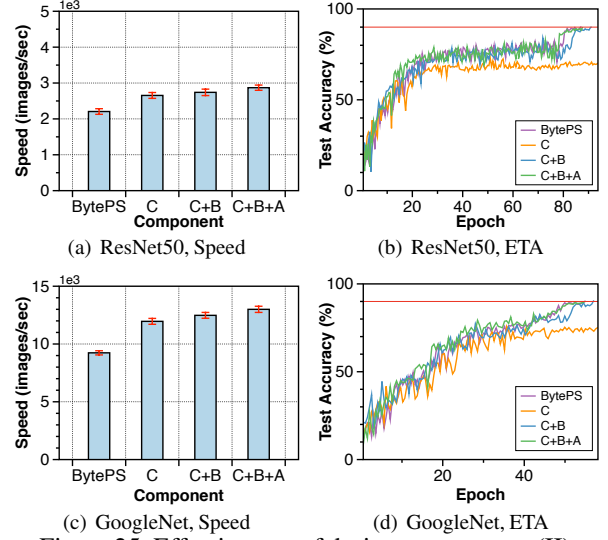 1e3
5
4
3
2
1
0
Speed (images/sec)
BytePS C C+B C+B+A
Component
(a) ResNet50, Speed
100
50
0
Test Accuracy (%)
BytePS
C
C+B
C+B+A
20 40 60 80
Epoch
(b) ResNet50, ETA
1e3
15
10
5
0
Speed (images/sec)
BytePS C C+B C+B+A
Component
(c) GoogleNet, Speed
100
50
0
Test Accuracy (%)
BytePS
C
C+B
C+B+A
20 40
Epoch
(d) GoogleNet, ETA